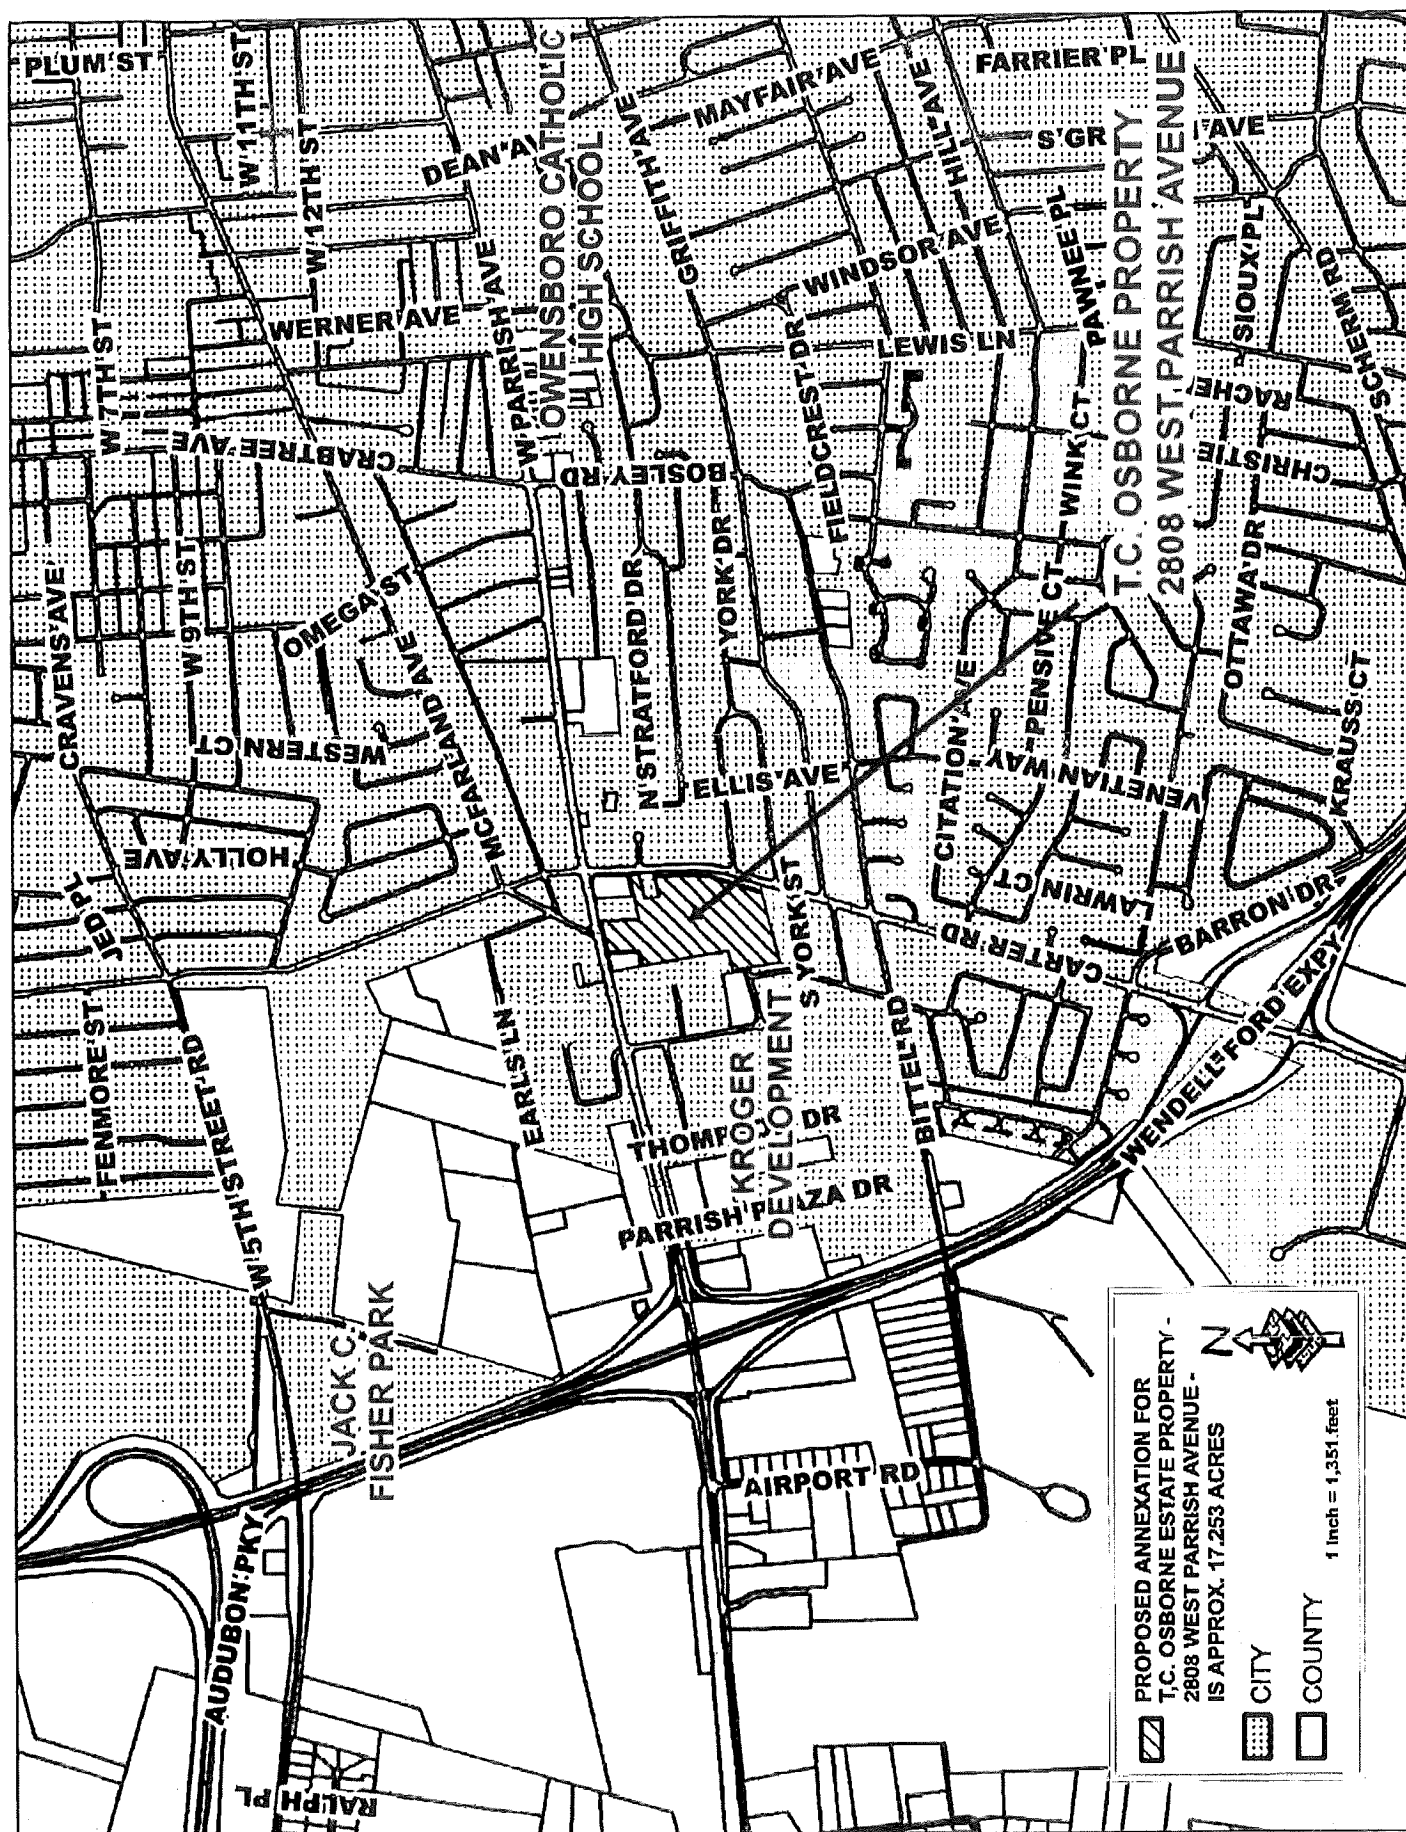 PLUM ST
W 11TH ST
W 12TH ST
DEAN AV
OWENSBORO CATHOLIC
HIGH SCHOOL
GRIFFITH AVE
MAYFAIR AVE
HILL AVE
FARRIER PL
S GR
AVE
W 7TH ST
WERNER AVE
W PARRISH AVE
WINDSOR AVE
PAWNEE PL
SIOUX PL
SCHERM RD
CRABTREE AVE
BOSLEY RD
FIELDCREST DR
LEWIS LN
WINK CT
RACHE
CHRISTIE
T.C. OSBORNE PROPERTY
2808 WEST PARRISH AVENUE
CRAVENS AVE
W 9TH ST
OMEGA ST
WESTERN CT
MCFARLAND AVE
N STRATFORD DR
YORK DR
ELLIS AVE
CITATION AVE
PENSIVE CT
VENETIAN WAY
OTTAWA DR
KRAUSS CT
HOLLY AVE
JED PL
S YORK ST
LAWRIN CT
CARTER RD
BARRON DR
FENMORE ST
W 5TH STREET RD
EARLS LN
KROGER
DEVELOPMENT
THOMP
DR
PARRISH PLAZA DR
BITTEL RD
WENDELL FORD EXPY
JACK C.
FISHER PARK
AUDUBON PKY
AIRPORT RD
RALPH PL
PROPOSED ANNEXATION FOR
T.C. OSBORNE ESTATE PROPERTY -
2808 WEST PARRISH AVENUE -
IS APPROX. 17.253 ACRES
CITY
COUNTY
N
1 inch = 1,351 feet